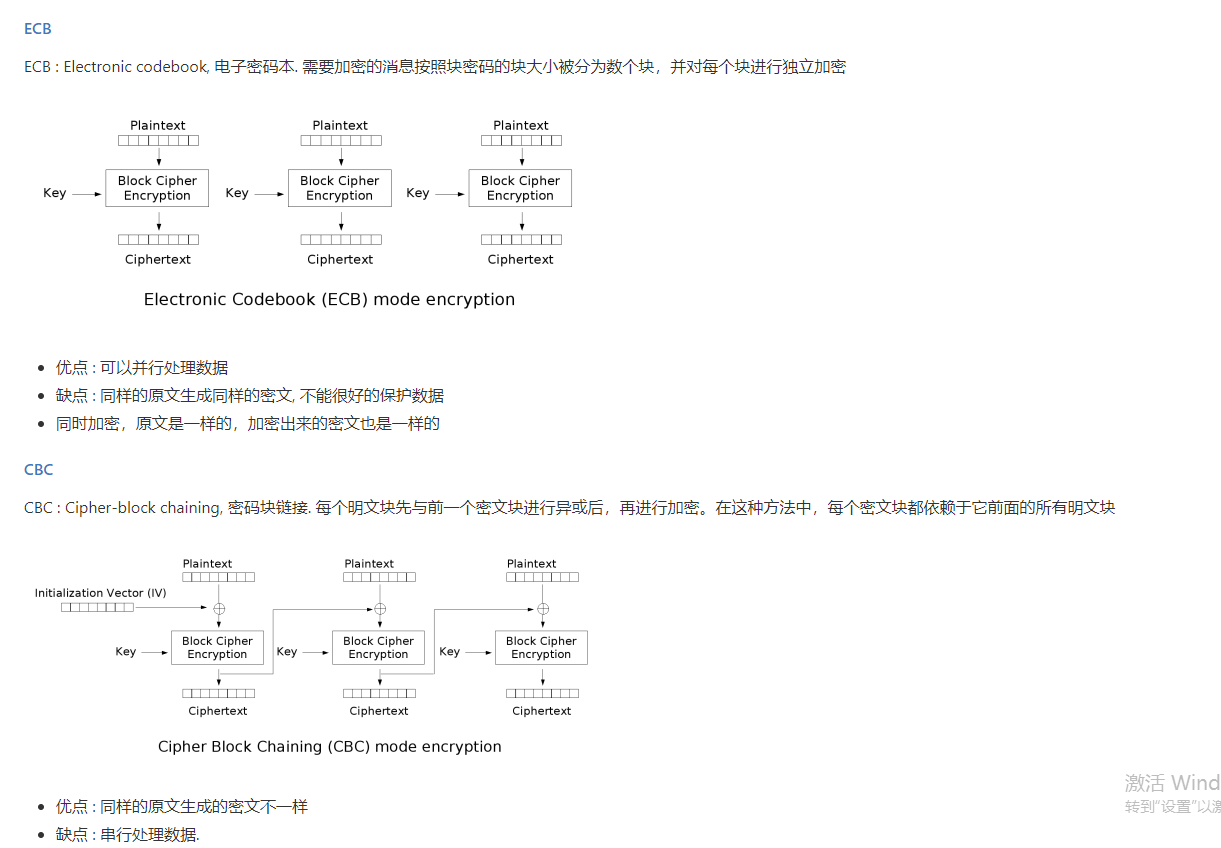 ECB
ECB : Electronic codebook, 电子密码本. 需要加密的消息按照块密码的块大小被分为数个块，并对每个块进行独立加密
Plaintext Plaintext Plaintext
Key Block Cipher Encryption Key Block Cipher Encryption Key Block Cipher Encryption
Ciphertext Ciphertext Ciphertext
Electronic Codebook (ECB) mode encryption
优点 : 可以并行处理数据
缺点 : 同样的原文生成同样的密文, 不能很好的保护数据
同时加密，原文是一样的，加密出来的密文也是一样的
CBC
CBC : Cipher-block chaining, 密码块链接. 每个明文块先与前一个密文块进行异或后，再进行加密。在这种方法中，每个密文块都依赖于它前面的所有明文块
Plaintext Plaintext Plaintext
Initialization Vector (IV)
Key Block Cipher Encryption Key Block Cipher Encryption Key Block Cipher Encryption
Ciphertext Ciphertext Ciphertext
Cipher Block Chaining (CBC) mode encryption
激活 Wind
转到"设置"以激
优点 : 同样的原文生成的密文不一样
缺点 : 串行处理数据.